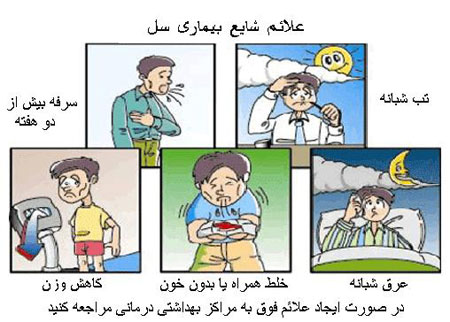 علائم شایع بیماری سل
تب شبانه
سرفه بیش از
دو هفته
عرق شبانه
خلط همراه یا بدون خون
کاهش وزن
در صورت ایجاد علائم فوق به مراکز بهداشتی درمانی مراجعه کنید